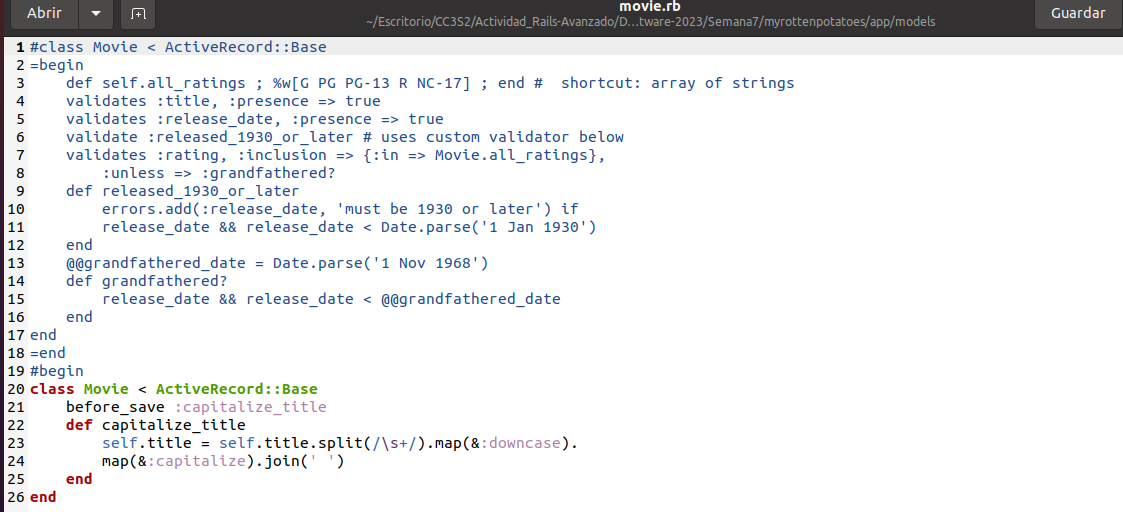 Abrir
movie.rb
~/Escritorio/CC3S2/Actividad_Rails-Avanzado/D...tware-2023/Semana7/myrottenpotatoes/app/models
Guardar
1 #class Movie < ActiveRecord::Base
2 =begin
3     def self.all_ratings ; %w[G PG PG-13 R NC-17] ; end #  shortcut: array of strings
4     validates :title, :presence => true
5     validates :release_date, :presence => true
6     validate :released_1930_or_later # uses custom validator below
7     validates :rating, :inclusion => {:in => Movie.all_ratings},
8         :unless => :grandfathered?
9     def released_1930_or_later
10         errors.add(:release_date, 'must be 1930 or later') if
11         release_date && release_date < Date.parse('1 Jan 1930')
12     end
13     @@grandfathered_date = Date.parse('1 Nov 1968')
14     def grandfathered?
15         release_date && release_date < @@grandfathered_date
16     end
17 end
18 =end
19 #begin
20 class Movie < ActiveRecord::Base
21     before_save :capitalize_title
22     def capitalize_title
23         self.title = self.title.split(/\s+/).map(&:downcase).
24         map(&:capitalize).join(' ')
25     end
26 end